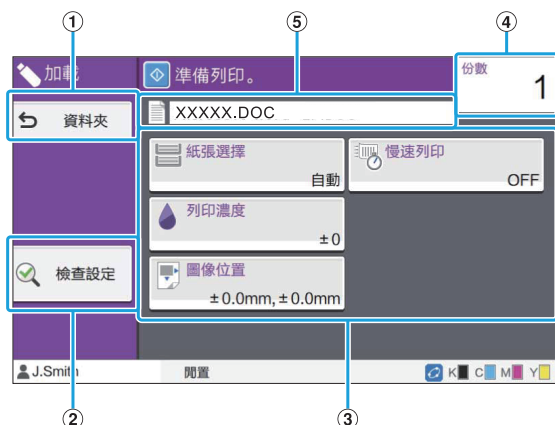 ① ⑤ ④
加載 準備列印。 份數
1
資料夾 XXXXX.DOC
紙張選擇 慢速列印
自動 OFF
列印濃度
±0
檢查設定 圖像位置
±0.0mm, ±0.0mm
J.Smith 閒置 K C M Y
② ③